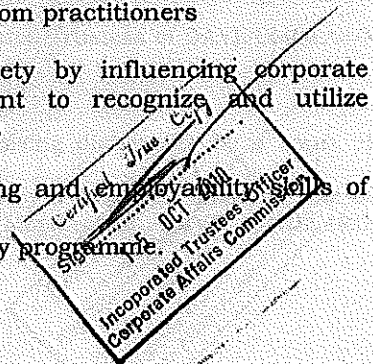 om practitioners
ety by influencing corporate
nt to recognize and utilize
ng and employability skills of
y programme.
Certified True
Sign
OCT
Incorporated Trustees Officer
Corporate Affairs Commission